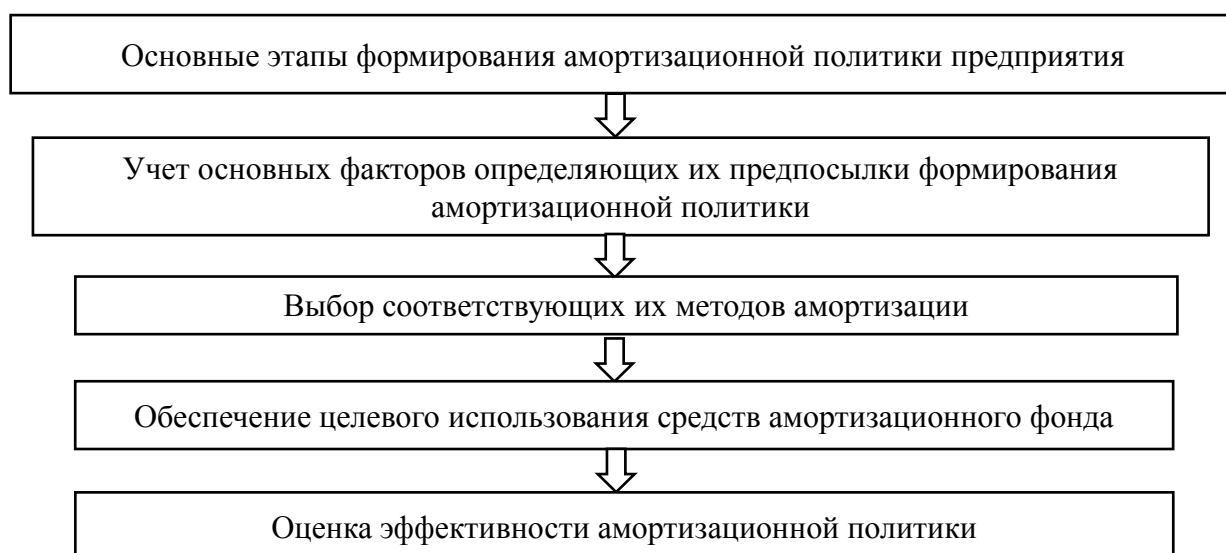 Основные этапы формирования амортизационной политики предприятия
Учет основных факторов определяющих их предпосылки формирования
амортизационной политики
Выбор соответствующих их методов амортизации
Обеспечение целевого использования средств амортизационного фонда
Оценка эффективности амортизационной политики